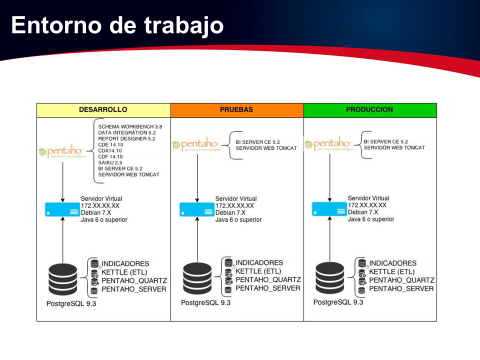 Entorno de trabajo
DESARROLLO
SCHEMA WORKBENCH 3.8
DATA INTEGRATION 5.2
REPORT DESIGNER 5.2
CDE 14.10
CDA14.10
CDF 14.10
SAIKU 2.5
BI SERVER CE 5.2
SERVIDOR WEB TOMCAT
pentaho
Servidor Virtual
172.XX.XX.XX
Debian 7.X
Java 6 o superior
INDICADORES
KETTLE (ETL)
PENTAHO_QUARTZ
PENTAHO_SERVER
PostgreSQL 9.3
PRUEBAS
BI SERVER CE 5.2
SERVIDOR WEB TOMCAT
pentaho
Servidor Virtual
172.XX.XX.XX
Debian 7.X
Java 6 o superior
INDICADORES
KETTLE (ETL)
PENTAHO_QUARTZ
PENTAHO_SERVER
PostgreSQL 9.3
PRODUCCION
BI SERVER CE 5.2
SERVIDOR WEB TOMCAT
pentaho
Servidor Virtual
172.XX.XX.XX
Debian 7.X
Java 6 o superior
INDICADORES
KETTLE (ETL)
PENTAHO_QUARTZ
PENTAHO_SERVER
PostgreSQL 9.3